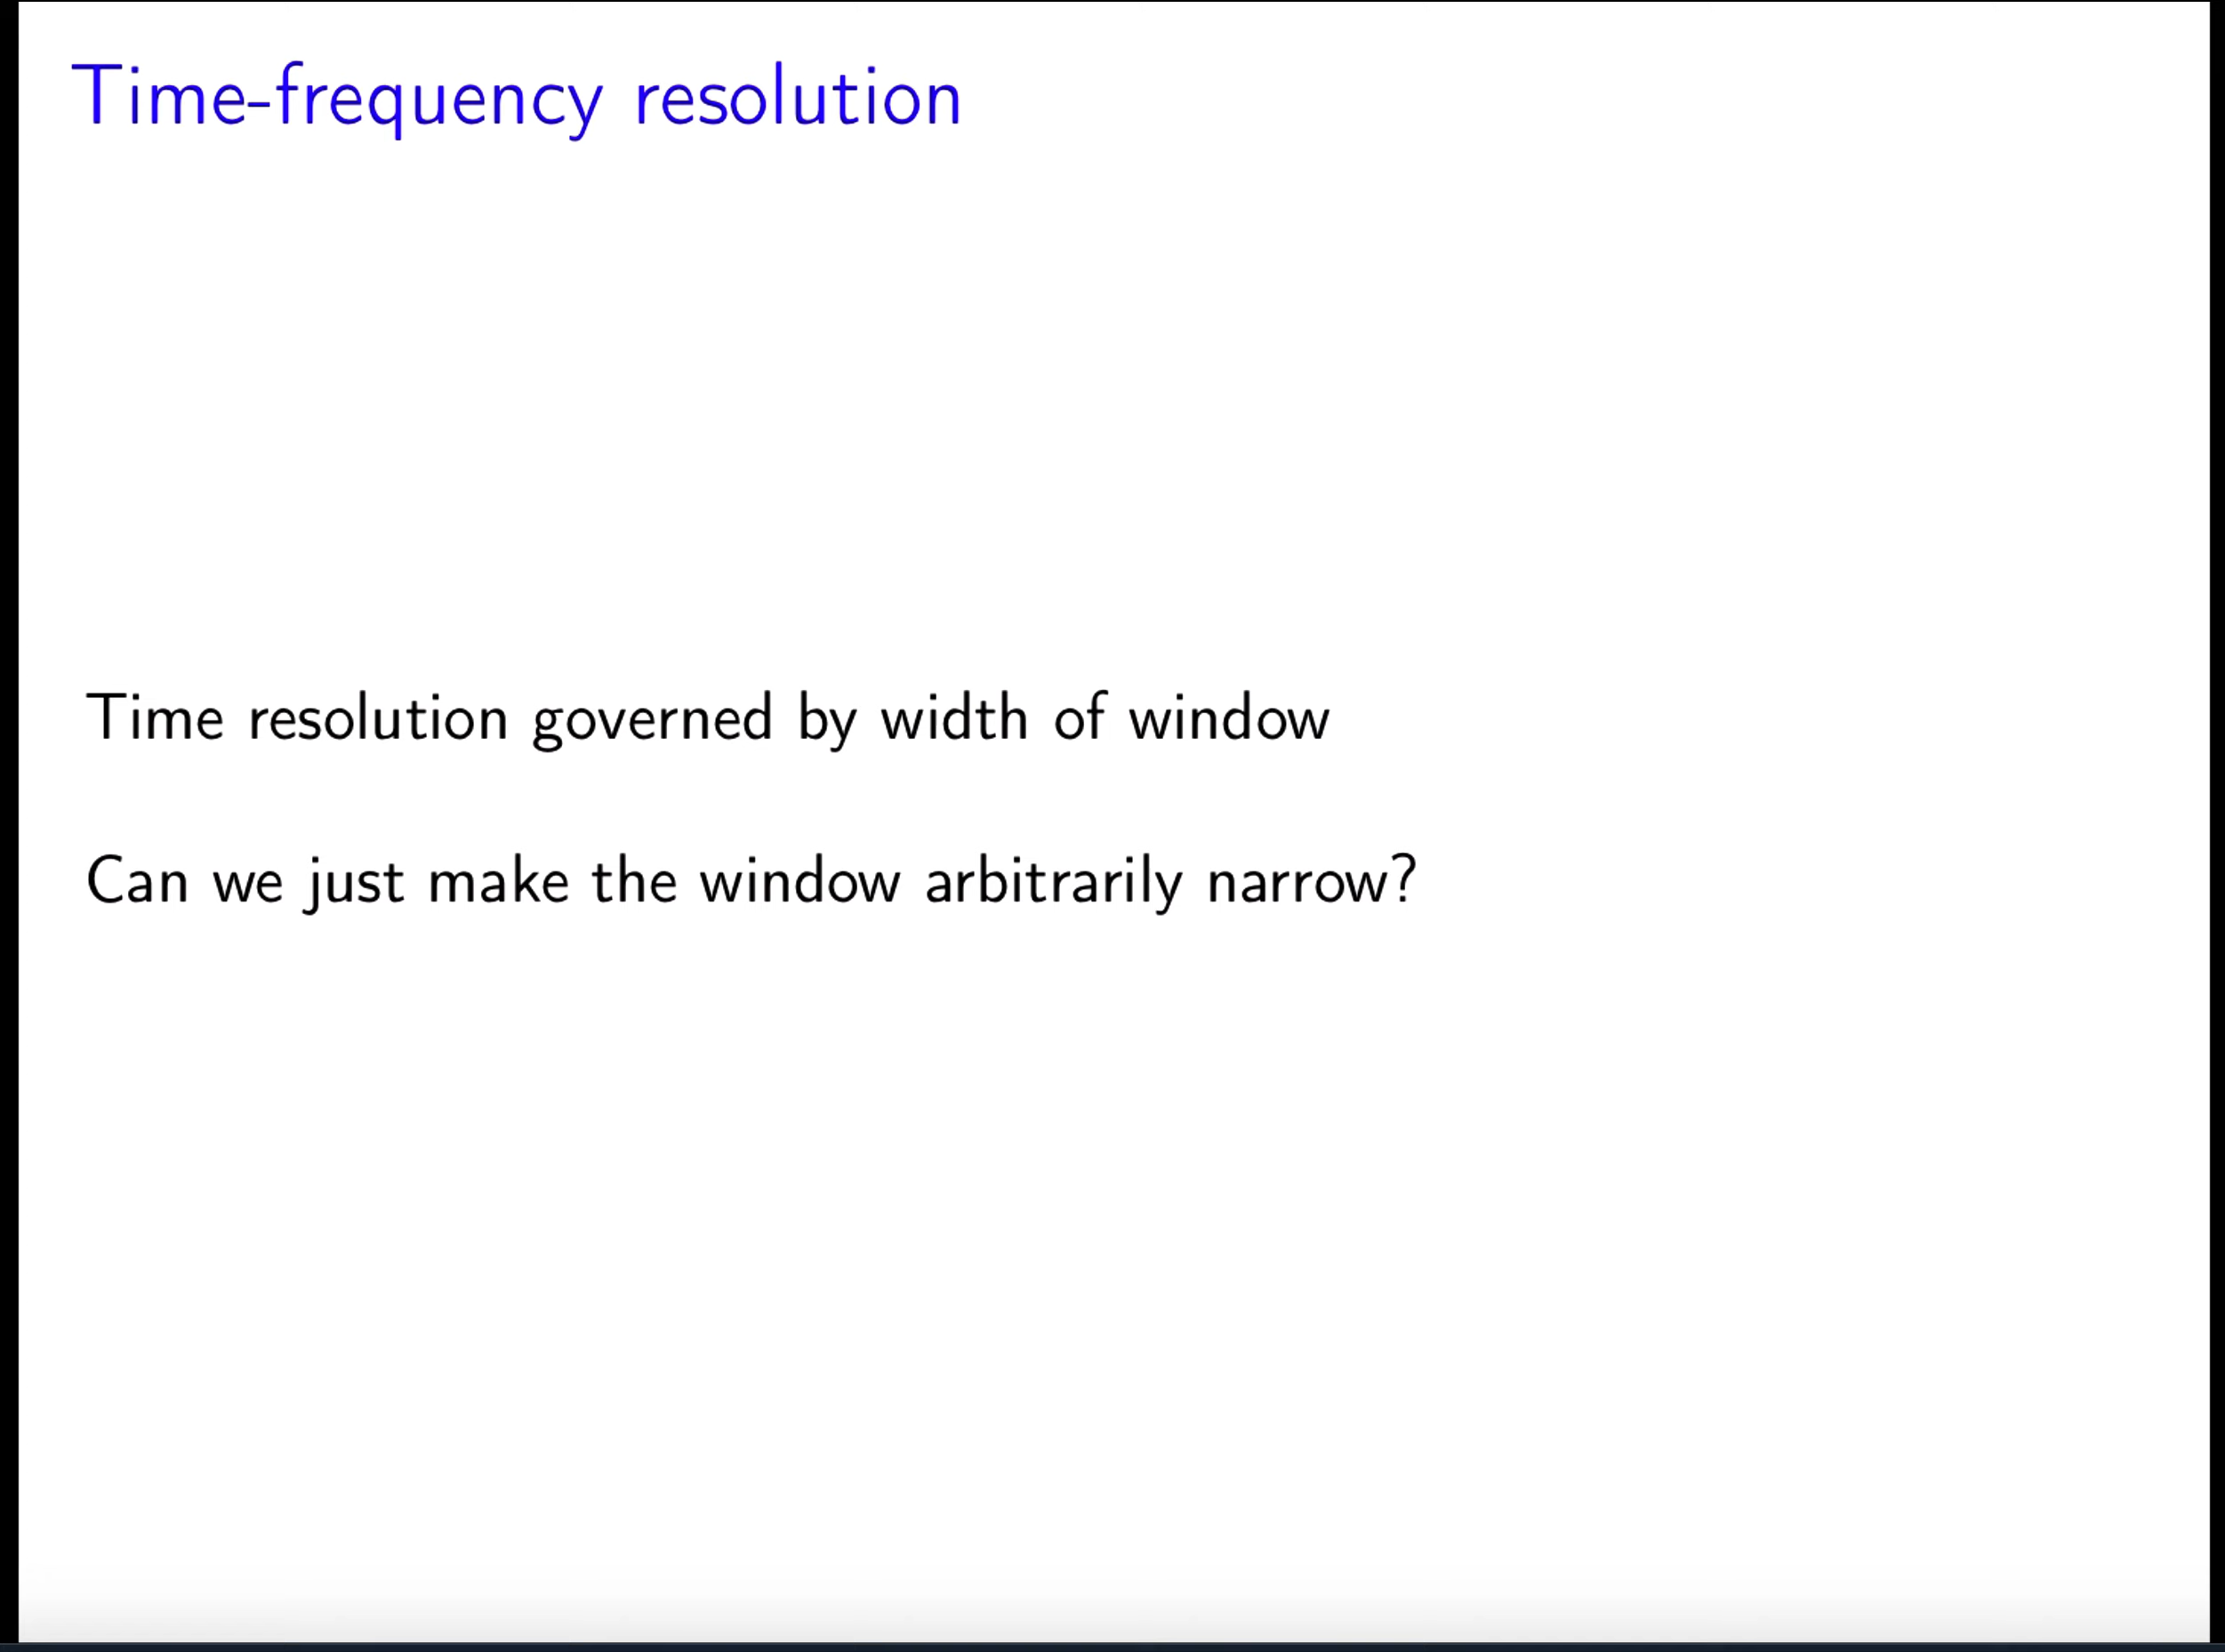 Time-frequency resolution
Time resolution governed by width of window
Can we just make the window arbitrarily narrow?